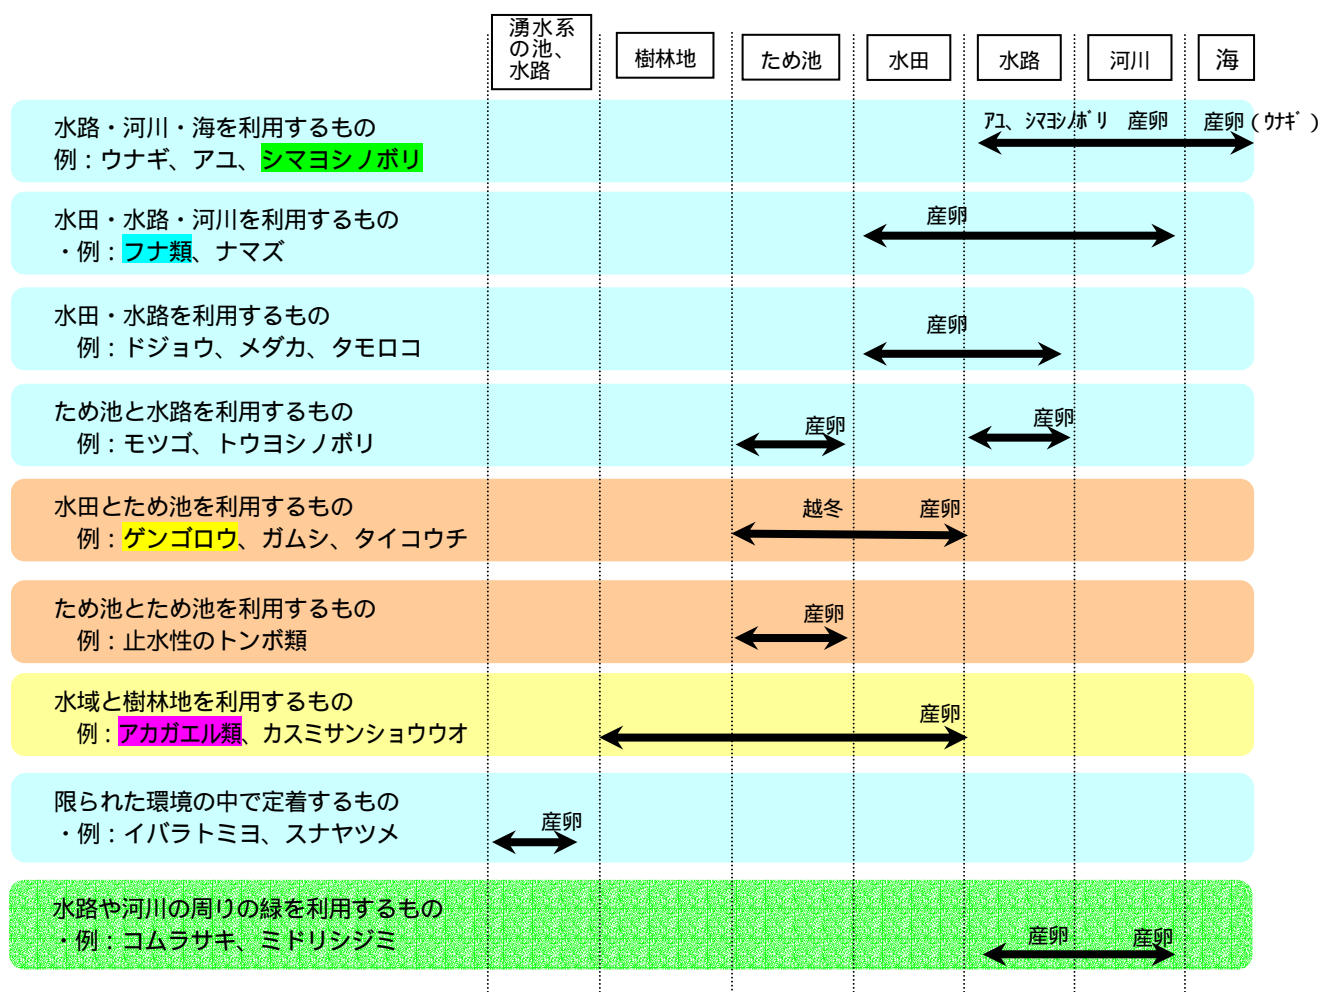 湧水系
の池、
水路
樹林地
ため池
水田
水路
河川
海
水路・河川・海を利用するもの
例：ウナギ、アユ、シマヨシノボリ
ｱﾕ、ｼﾏﾖｼﾉﾎﾞﾘ 産卵
産卵（ｳﾅｷﾞ）
水田・水路・河川を利用するもの
・例：フナ類、ナマズ
産卵
水田・水路を利用するもの
例：ドジョウ、メダカ、タモロコ
産卵
ため池と水路を利用するもの
例：モツゴ、トウヨシノボリ
産卵
産卵
水田とため池を利用するもの
例：ゲンゴロウ、ガムシ、タイコウチ
越冬
産卵
ため池とため池を利用するもの
例：止水性のトンボ類
産卵
水域と樹林地を利用するもの
例：アカガエル類、カスミサンショウウオ
産卵
限られた環境の中で定着するもの
・例：イバラトミヨ、スナヤツメ
産卵
水路や河川の周りの緑を利用するもの
・例：コムラサキ、ミドリシジミ
産卵
産卵